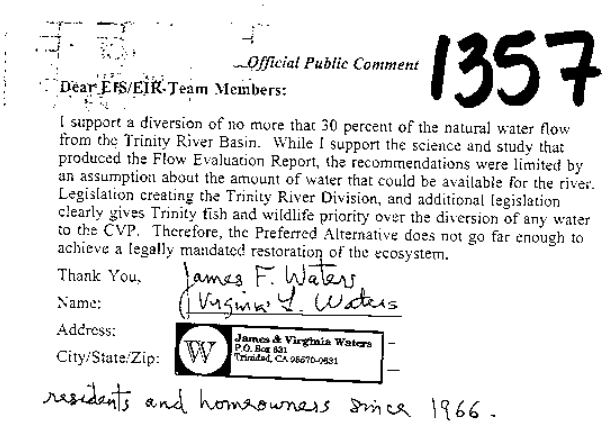 Official Public Comment
1357
Dear EIS/EIR Team Members:
I support a diversion of no more that 30 percent of the natural water flow
from the Trinity River Basin. While I support the science and study that
produced the Flow Evaluation Report, the recommendations were limited by
an assumption about the amount of water that could be available for the river.
Legislation creating the Trinity River Division, and additional legislation
clearly gives Trinity fish and wildlife priority over the diversion of any water
to the CVP. Therefore, the Preferred Alternative does not go far enough to
achieve a legally mandated restoration of the ecosystem.
Thank You,
James F. Waters
Name:
Virginia L. Waters
Address:
City/State/Zip:
W
James & Virginia Waters
P.O. Box 831
Trinidad, CA 95570-0831
residents and homeowners since 1966.